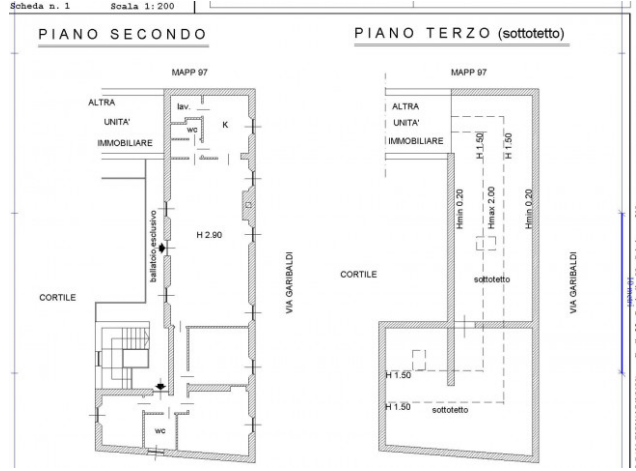 Scheda n. 1 Scala 1:200
PIANO SECONDO
PIANO TERZO (sottotetto)
MAPP 97
ALTRA
UNITA'
IMMOBILIARE
lav.
wc
K
ballatoio esclusivo
H 2.90
CORTILE
VIA GARIBALDI
wc
MAPP 97
ALTRA
UNITA'
IMMOBILIARE
H 1.50
H 1.50
Hmin 0.20
Hmax 2.00
Hmin 0.20
sottotetto
CORTILE
VIA GARIBALDI
H 1.50
H 1.50
sottotetto